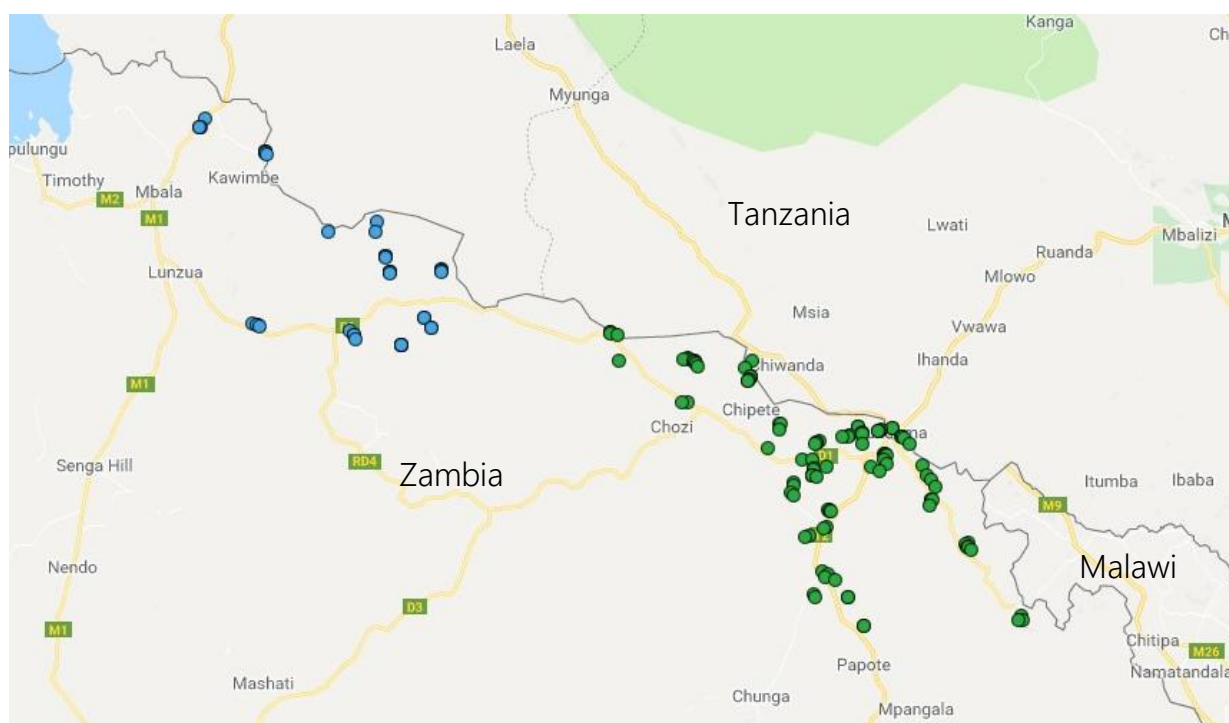 Kanga
Ch
Laela
Myunga
pulungu
Timothy
Mbala
Kawimbe
M2
M1
Tanzania
Lwati
Mbalizi
M
Ruanda
Lunzua
Mlowo
Msia
Vwawa
Chiwanda
Ihanda
M1
Chipete
Chozi
D1
Senga Hill
RD4
Zambia
Itumba
Ibaba
M9
Nendo
Malawi
D3
M1
Chitipa
M26
Papote
Namatandala
Mashati
Chunga
Mpangala